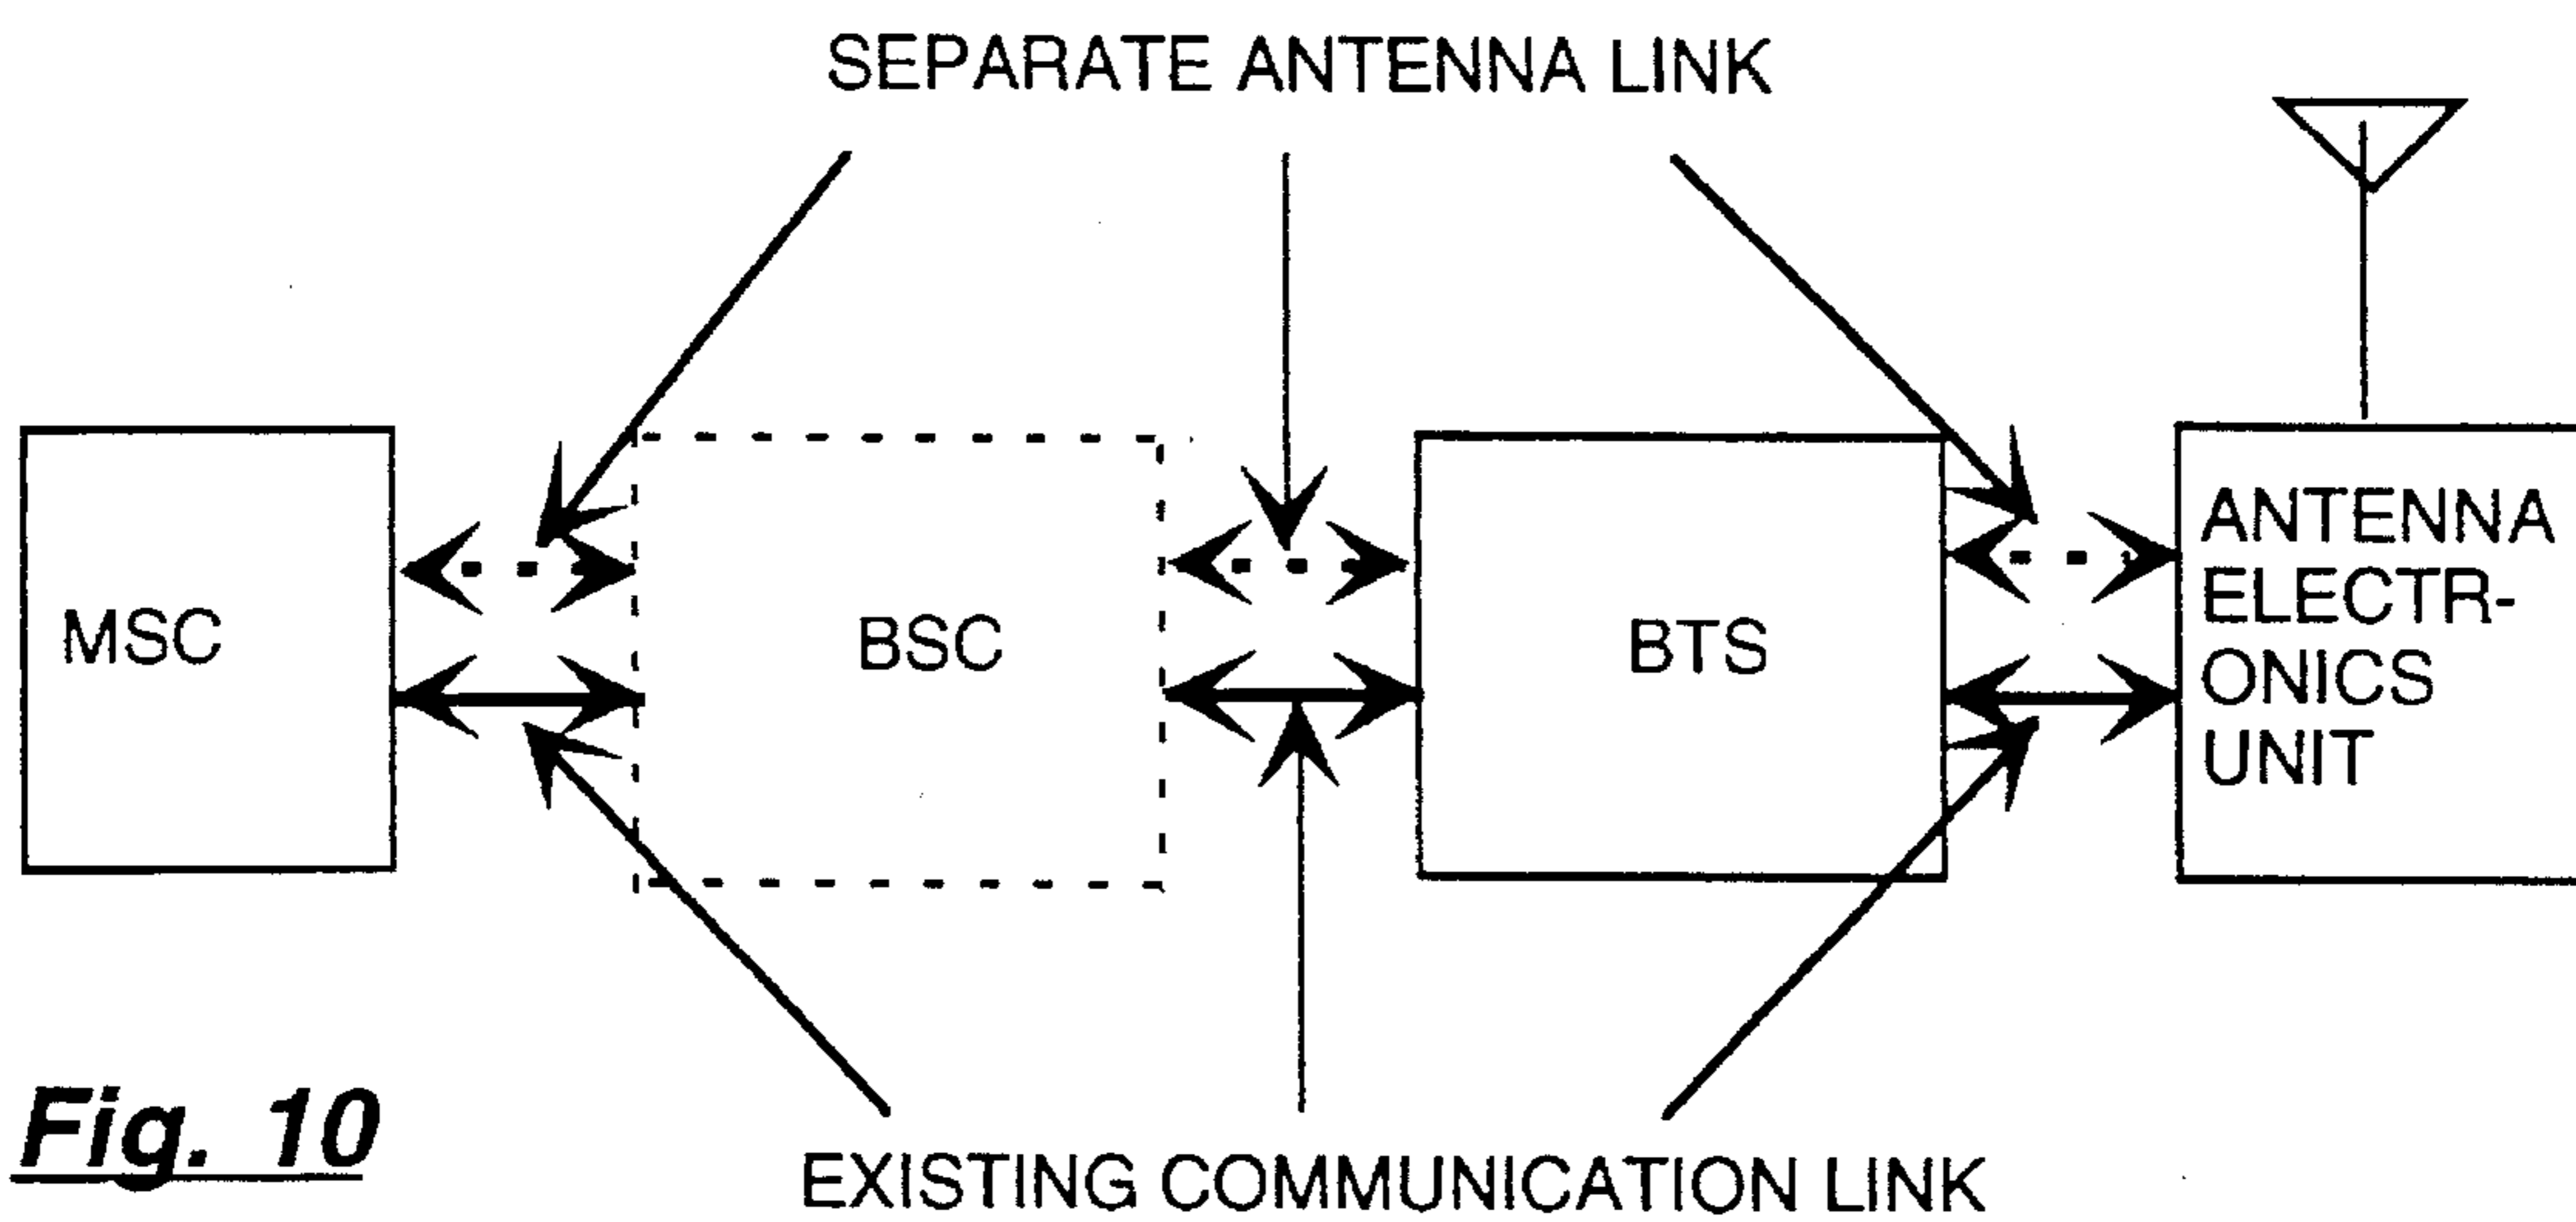 SEPARATE ANTENNA LINK
MSC
BSC
BTS
ANTENNA
ELECTR-
ONICS
UNIT
Fig. 10
EXISTING COMMUNICATION LINK